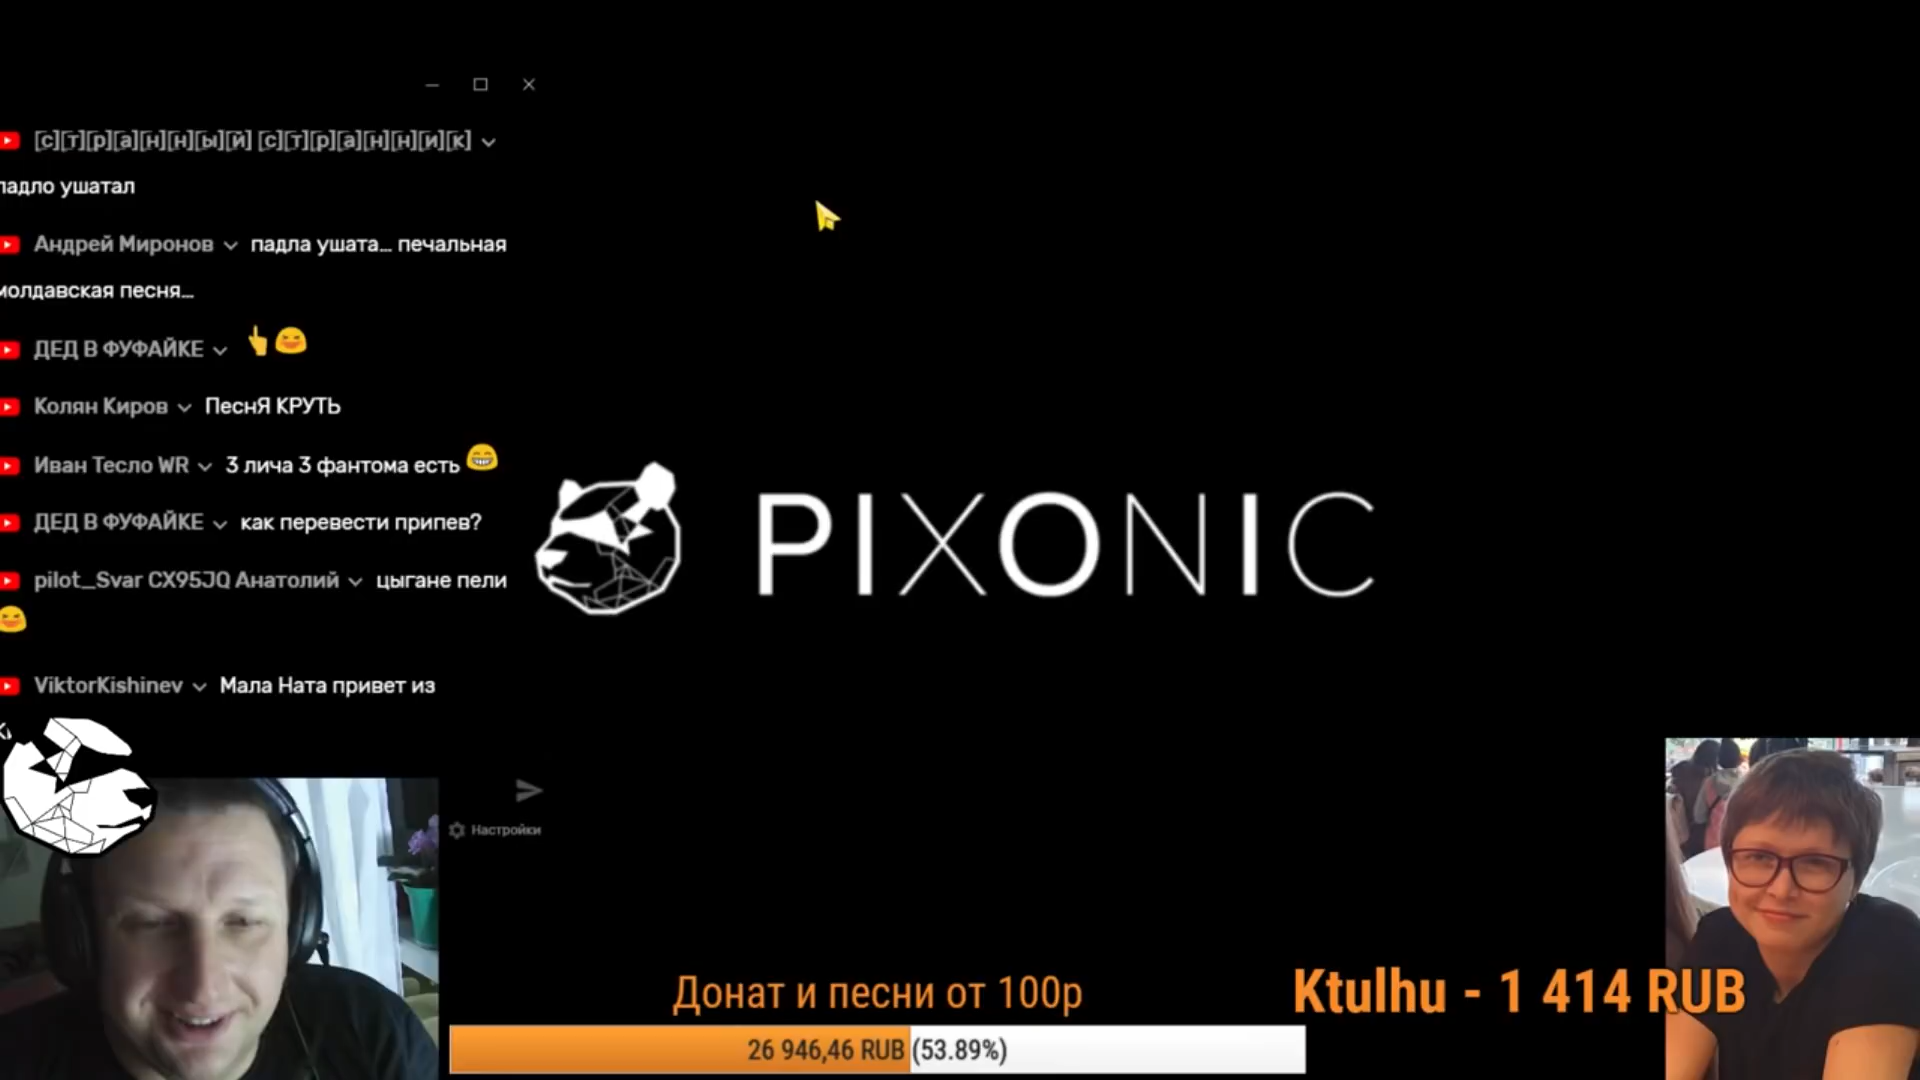 [с][т][р][а][н][н][ы][й] [с][т][р][а][н][н][и][к]
падло ушатал
Андрей Миронов падла ушата... печальная
молдавская песня...
ДЕД В ФУФАЙКЕ
Колян Киров ПеснЯ КРУТЬ
Иван Тесло WR 3 лича 3 фантома есть
ДЕД В ФУФАЙКЕ как перевести припев?
pilot_Svar CX95JQ Анатолий цыгане пели
ViktorKishinev Мала Ната привет из
PIXONIC
Настройки
Донат и песни от 100р
Ktulhu - 1 414 RUB
26 946,46 RUB (53.89%)